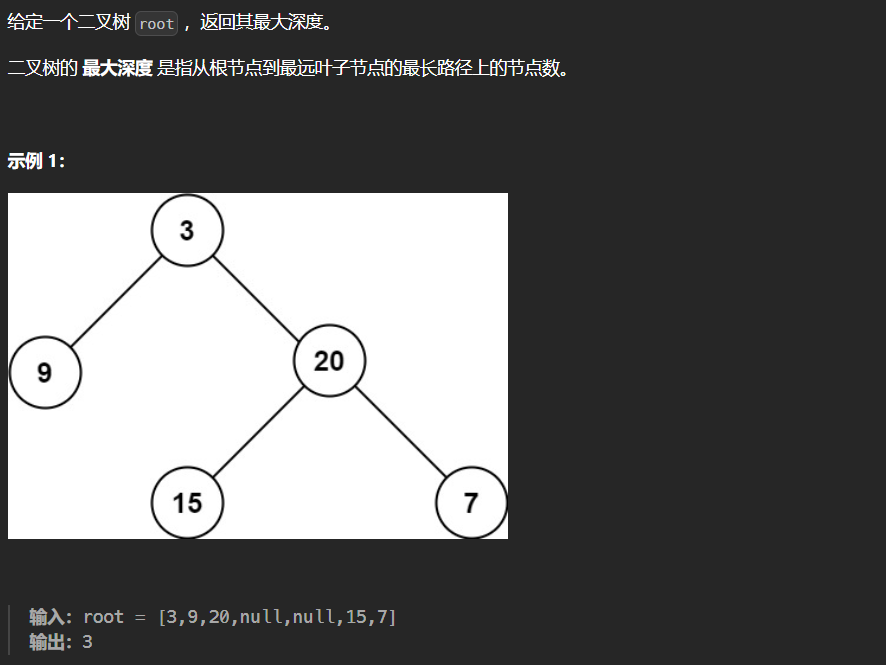 给定一个二叉树 root ，返回其最大深度。
二叉树的 最大深度 是指从根节点到最远叶子节点的最长路径上的节点数。
示例 1：
3
9
20
15
7
输入：root = [3,9,20,null,null,15,7]
输出：3